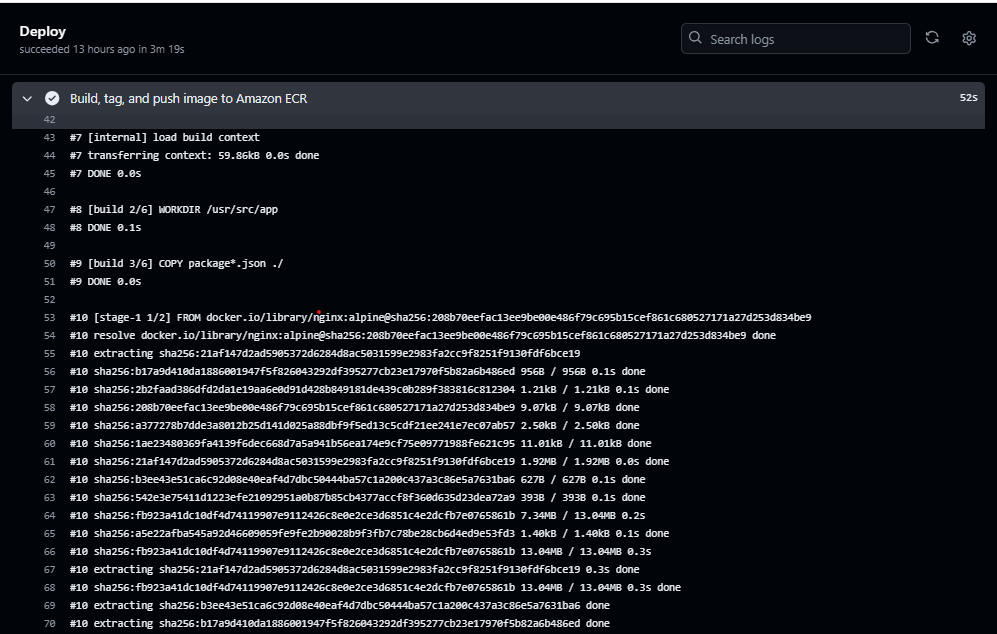 Deploy
succeeded 13 hours ago in 3m 19s
Search logs
Build, tag, and push image to Amazon ECR 52s
42
43 #7 [internal] load build context
44 #7 transferring context: 59.86kB 0.0s done
45 #7 DONE 0.0s
46
47 #8 [build 2/6] WORKDIR /usr/src/app
48 #8 DONE 0.1s
49
50 #9 [build 3/6] COPY package*.json ./
51 #9 DONE 0.0s
52
53 #10 [stage-1 1/2] FROM docker.io/library/nginx:alpine@sha256:208b70eefac13ee9be00e486f79c695b15cef861c680527171a27d253d834be9
54 #10 resolve docker.io/library/nginx:alpine@sha256:208b70eefac13ee9be00e486f79c695b15cef861c680527171a27d253d834be9 done
55 #10 extracting sha256:21af147d2ad5905372d6284d8ac5031599e2983fa2cc9f8251f9130fdf6bce19
56 #10 sha256:b17a9d410da1886001947f5f826043292df395277cb23e17970f5b82a6b486ed 956B / 956B 0.1s done
57 #10 sha256:2b2faad386dfd2da1e19aa6e0d91d428b849181de439c0b289f383816c812304 1.21kB / 1.21kB 0.1s done
58 #10 sha256:208b70eefac13ee9be00e486f79c695b15cef861c680527171a27d253d834be9 9.07kB / 9.07kB done
59 #10 sha256:a377278b7dde3a8012b25d141d025a88dbf9f5ed13c5cdf21ee241e7ec07ab57 2.50kB / 2.50kB done
60 #10 sha256:1ae23480369fa4139f6dec668d7a5a941b56ea174e9cf75e09771988fe621c95 11.01kB / 11.01kB done
61 #10 sha256:21af147d2ad5905372d6284d8ac5031599e2983fa2cc9f8251f9130fdf6bce19 1.92MB / 1.92MB 0.0s done
62 #10 sha256:b3ee43e51ca6c92d08e40eaf4d7dbc50444ba57c1a200c437a3c86e5a7631ba6 627B / 627B 0.1s done
63 #10 sha256:542e3e75411d1223efe21092951a0b87b85cb4377accf8f360d635d23dea72a9 393B / 393B 0.1s done
64 #10 sha256:fb923a41dc10df4d74119907e9112426c8e0e2ce3d6851c4e2dcfb7e0765861b 7.34MB / 13.04MB 0.2s
65 #10 sha256:a5e22afba545a92d46609059fe9fe2b90028b9f3fb7c78be28cb6d4ed9e53fd3 1.40kB / 1.40kB 0.1s done
66 #10 sha256:fb923a41dc10df4d74119907e9112426c8e0e2ce3d6851c4e2dcfb7e0765861b 13.04MB / 13.04MB 0.3s
67 #10 extracting sha256:21af147d2ad5905372d6284d8ac5031599e2983fa2cc9f8251f9130fdf6bce19 0.3s done
68 #10 sha256:fb923a41dc10df4d74119907e9112426c8e0e2ce3d6851c4e2dcfb7e0765861b 13.04MB / 13.04MB 0.3s done
69 #10 extracting sha256:b3ee43e51ca6c92d08e40eaf4d7dbc50444ba57c1a200c437a3c86e5a7631ba6 done
70 #10 extracting sha256:b17a9d410da1886001947f5f826043292df395277cb23e17970f5b82a6b486ed done